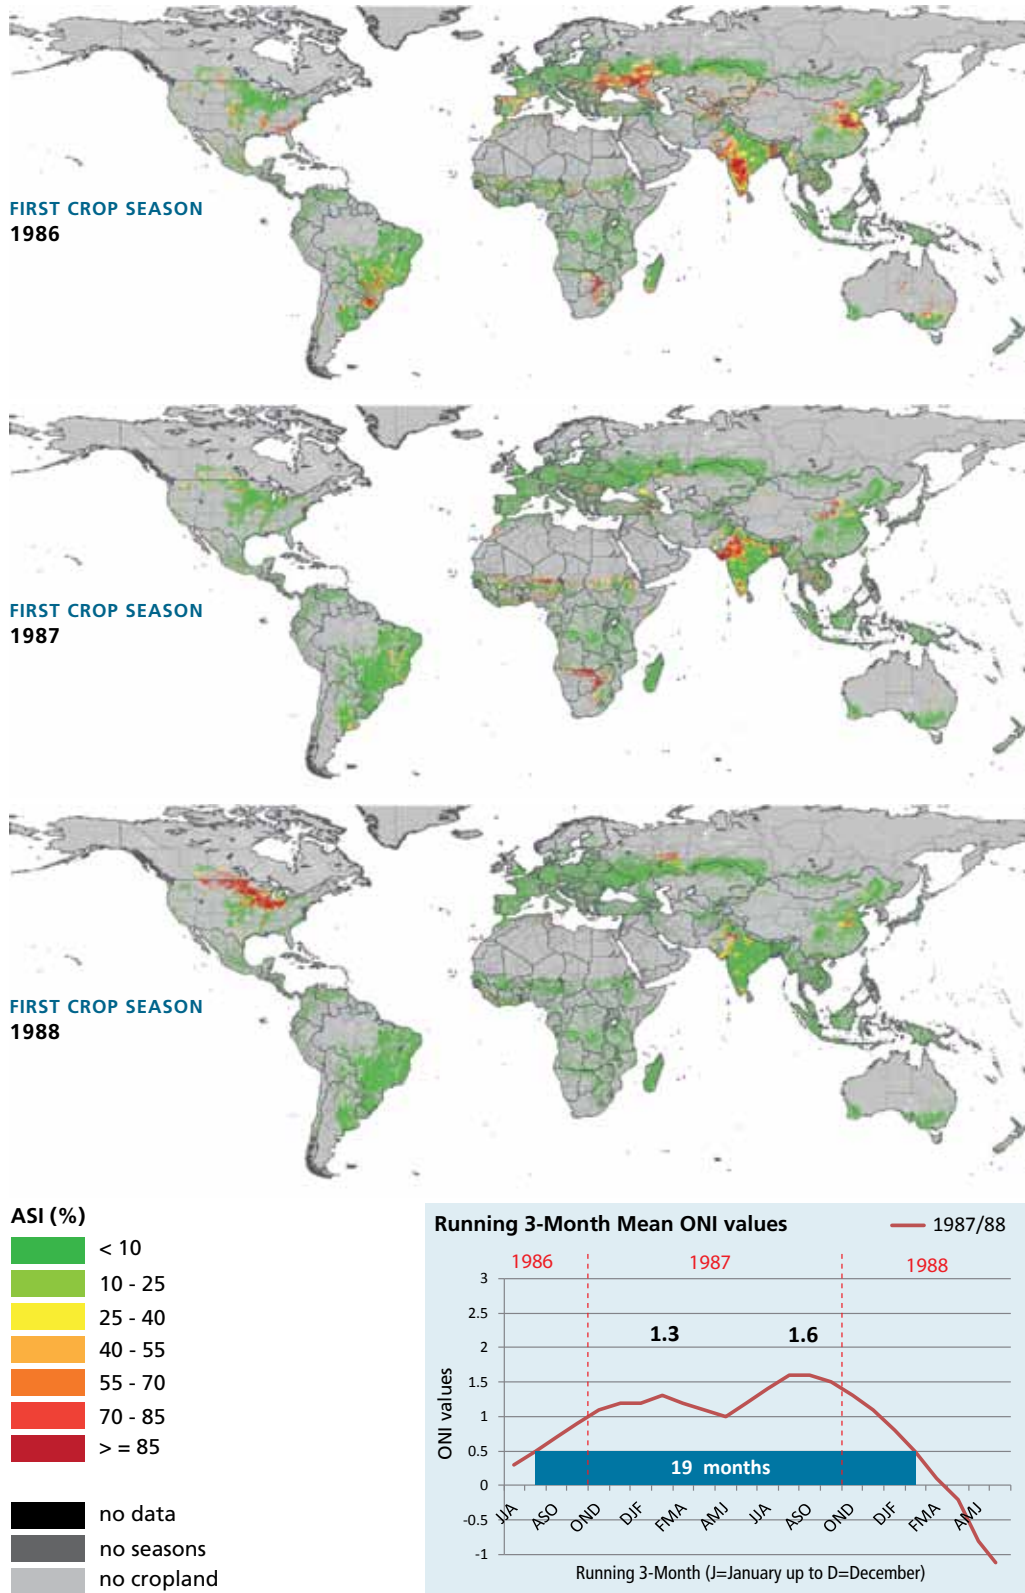 FIRST CROP SEASON
1986
FIRST CROP SEASON
1987
FIRST CROP SEASON
1988
ASI (%)
< 10
10 - 25
25 - 40
40 - 55
55 - 70
70 - 85
> = 85
no data
no seasons
no cropland
Running 3-Month Mean ONI values
1987/88
1986 1987 1988
3
2.5
2
1.5
1
0.5
0
-0.5
-1
ONI values
1.3 1.6
19 months
JJA ASO OND DJF FMA AMJ JJA ASO OND DJF FMA AMJ
Running 3-Month (J=January up to D=December)